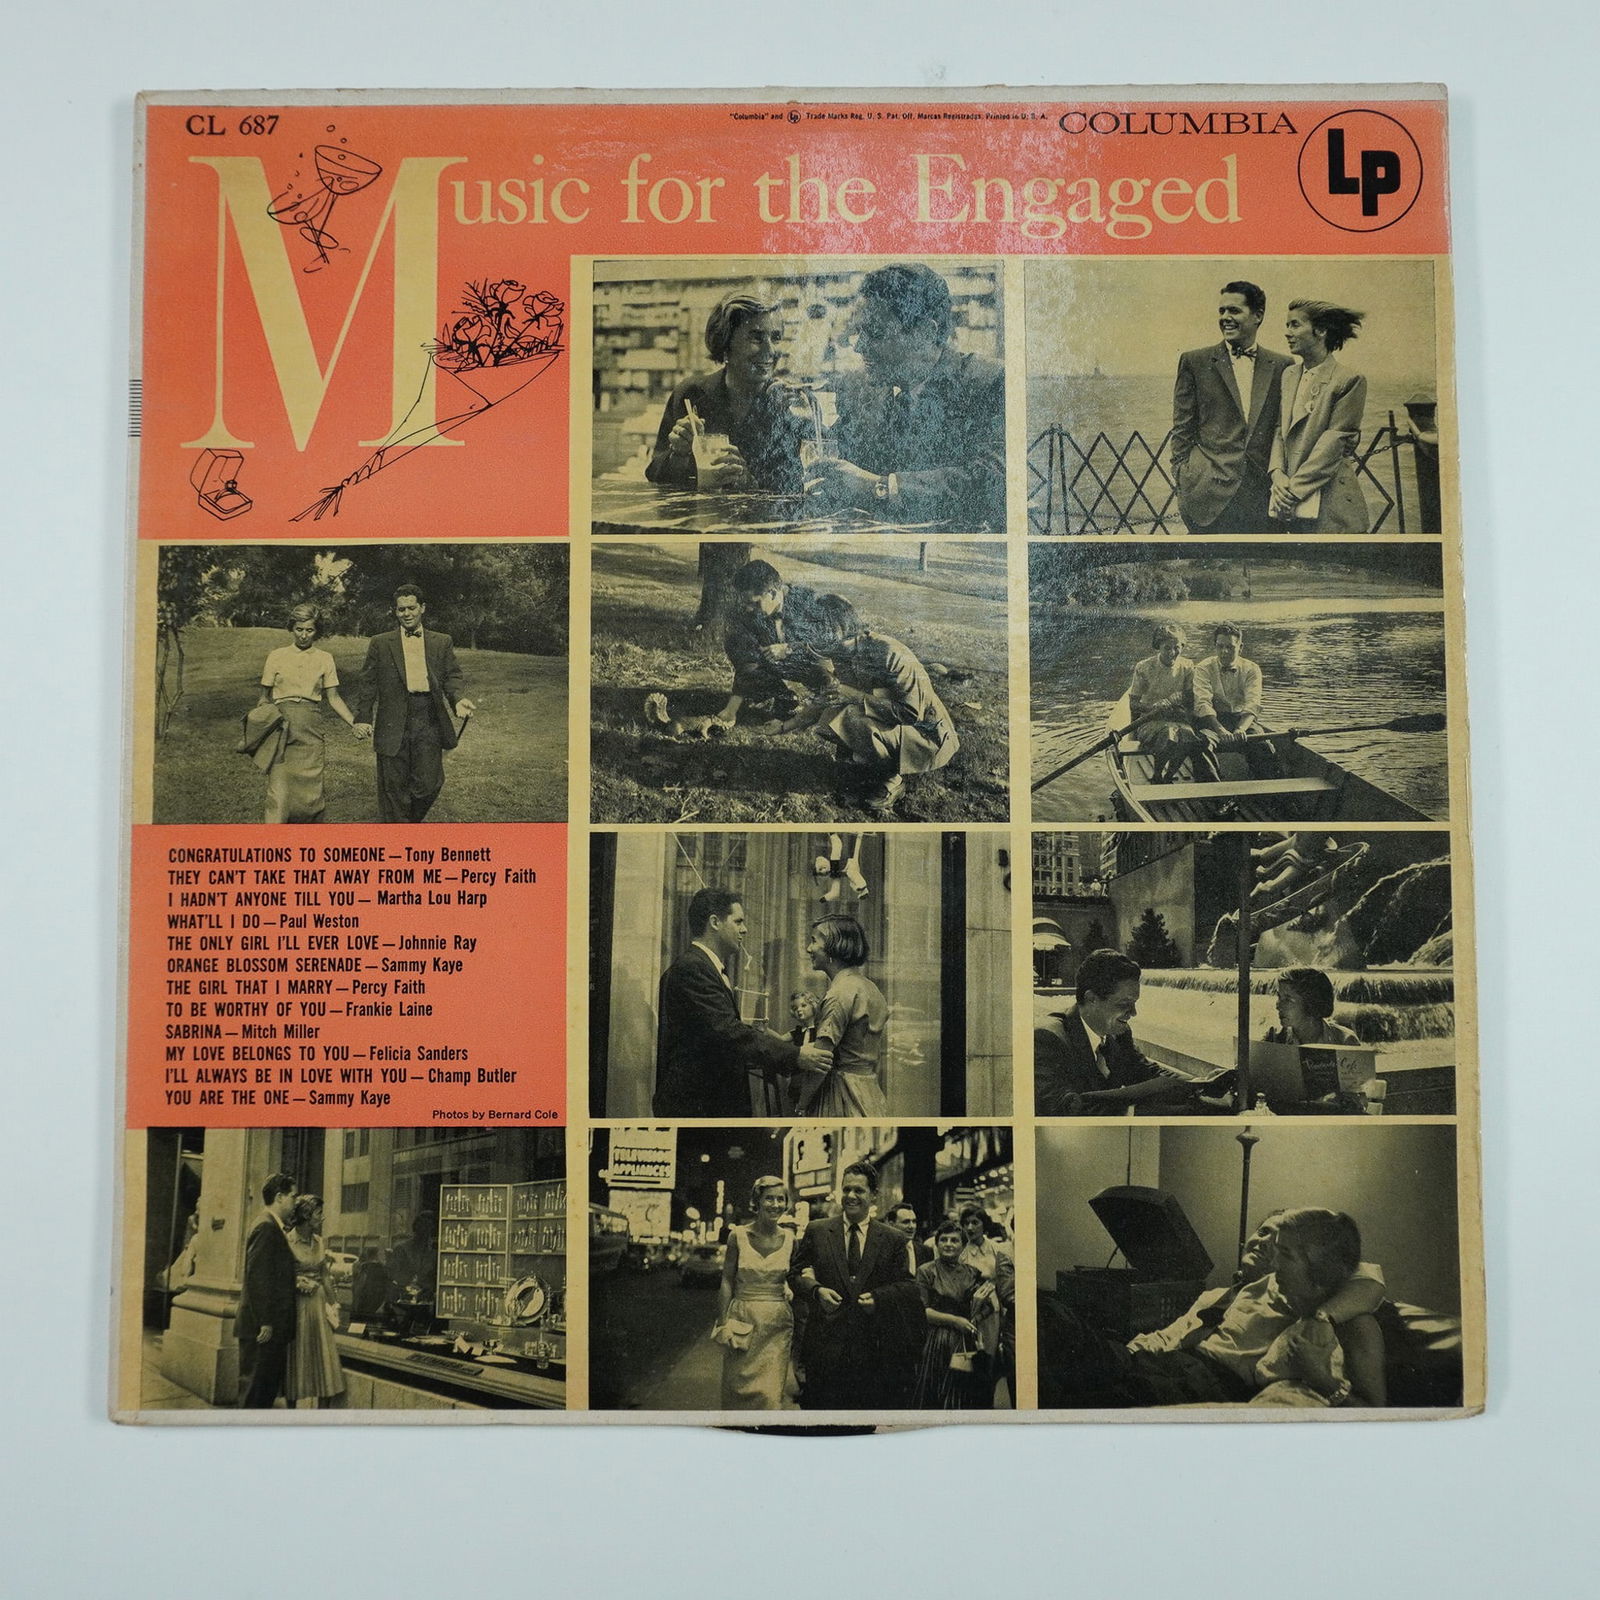 CL 687
"Columbia" and LP Trade Marks Reg. U. S. Pat. Off. Marcas Registradas. Printed in U. S. A.
COLUMBIA
LP
Music for the Engaged
CONGRATULATIONS TO SOMEONE — Tony Bennett
THEY CAN'T TAKE THAT AWAY FROM ME — Percy Faith
I HADN'T ANYONE TILL YOU — Martha Lou Harp
WHAT'LL I DO — Paul Weston
THE ONLY GIRL I'LL EVER LOVE — Johnnie Ray
ORANGE BLOSSOM SERENADE — Sammy Kaye
THE GIRL THAT I MARRY — Percy Faith
TO BE WORTHY OF YOU — Frankie Laine
SABRINA — Mitch Miller
MY LOVE BELONGS TO YOU — Felicia Sanders
I'LL ALWAYS BE IN LOVE WITH YOU — Champ Butler
YOU ARE THE ONE — Sammy Kaye
Photos by Bernard Cole
TELEVISION
APPLIANCES